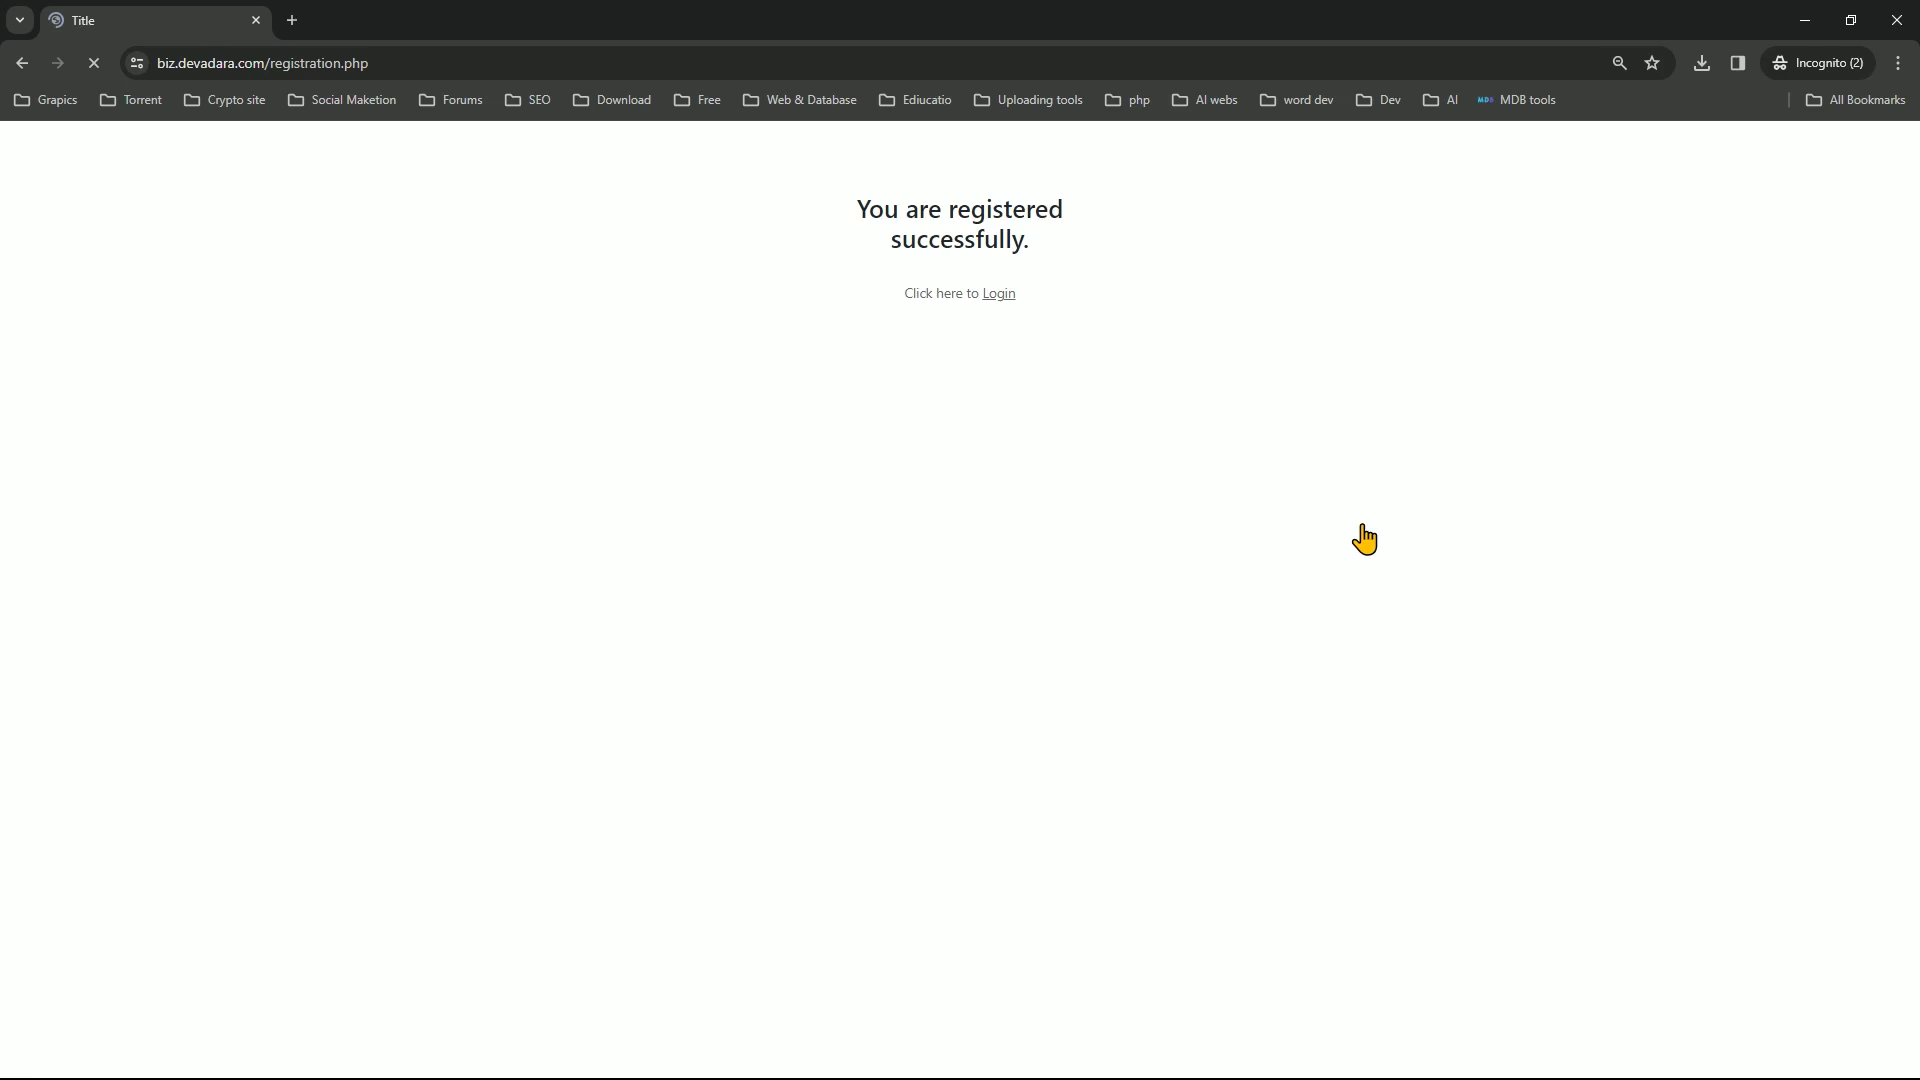 Title
biz.devadara.com/registration.php
Incognito (2)
Grapics Torrent Crypto site Social Maketion Forums SEO Download Free Web & Database Ediucatio Uploading tools php AI webs word dev Dev AI MDB tools All Bookmarks
You are registered
successfully.
Click here to Login